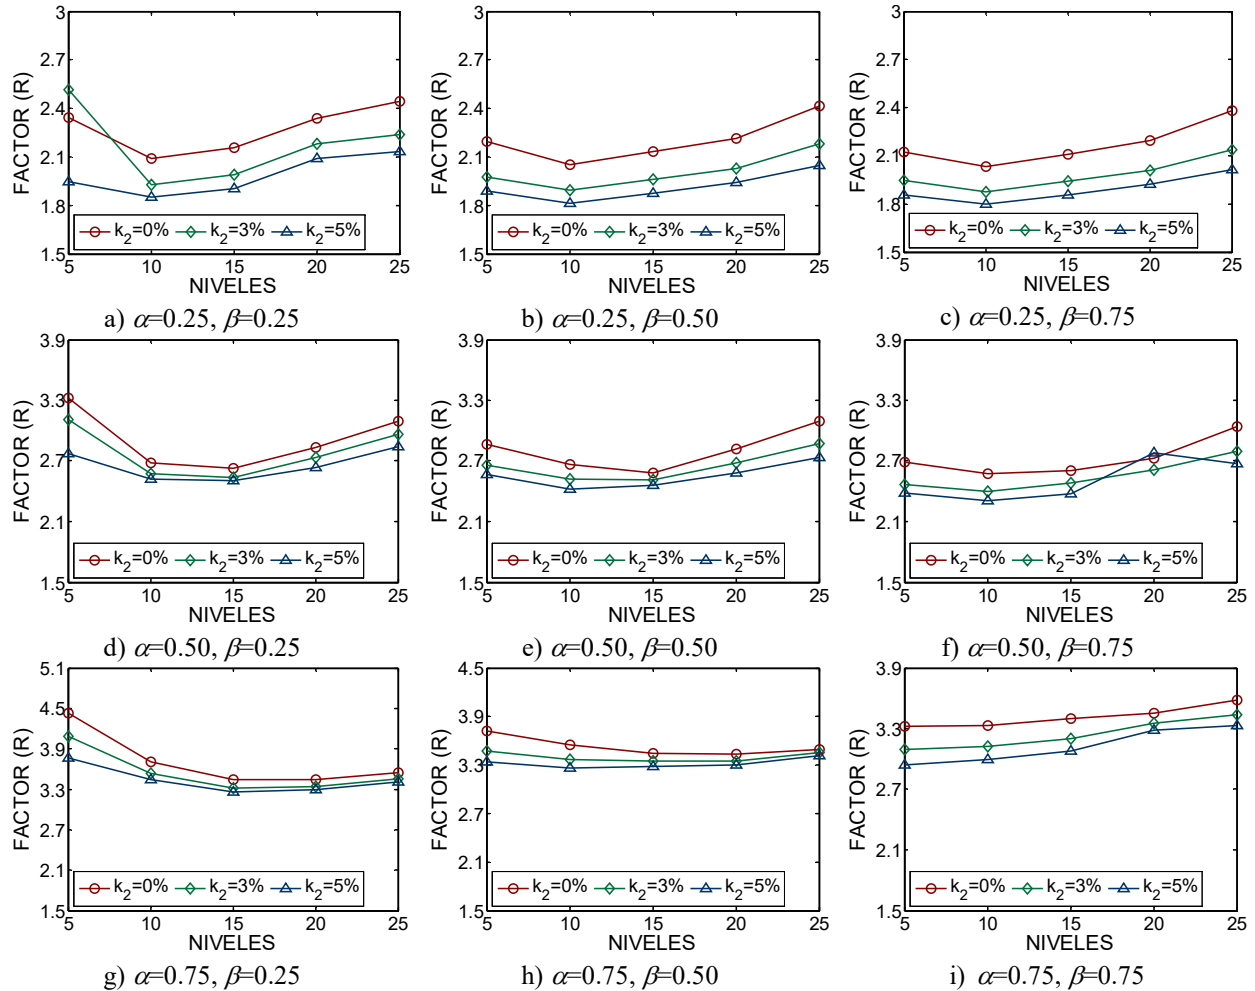 3
2.7
2.4
2.1
1.8
1.5
FACTOR (R)
k2=0% k2=3% k2=5%
5 10 15 20 25
NIVELES
a) α=0.25, β=0.25
3
2.7
2.4
2.1
1.8
1.5
FACTOR (R)
k2=0% k2=3% k2=5%
5 10 15 20 25
NIVELES
b) α=0.25, β=0.50
3
2.7
2.4
2.1
1.8
1.5
FACTOR (R)
k2=0% k2=3% k2=5%
5 10 15 20 25
NIVELES
c) α=0.25, β=0.75
3.9
3.3
2.7
2.1
1.5
FACTOR (R)
k2=0% k2=3% k2=5%
5 10 15 20 25
NIVELES
d) α=0.50, β=0.25
3.9
3.3
2.7
2.1
1.5
FACTOR (R)
k2=0% k2=3% k2=5%
5 10 15 20 25
NIVELES
e) α=0.50, β=0.50
3.9
3.3
2.7
2.1
1.5
FACTOR (R)
k2=0% k2=3% k2=5%
5 10 15 20 25
NIVELES
f) α=0.50, β=0.75
5.1
4.5
3.9
3.3
2.7
2.1
1.5
FACTOR (R)
k2=0% k2=3% k2=5%
5 10 15 20 25
NIVELES
g) α=0.75, β=0.25
4.5
3.9
3.3
2.7
2.1
1.5
FACTOR (R)
k2=0% k2=3% k2=5%
5 10 15 20 25
NIVELES
h) α=0.75, β=0.50
3.9
3.3
2.7
2.1
1.5
FACTOR (R)
k2=0% k2=3% k2=5%
5 10 15 20 25
NIVELES
i) α=0.75, β=0.75